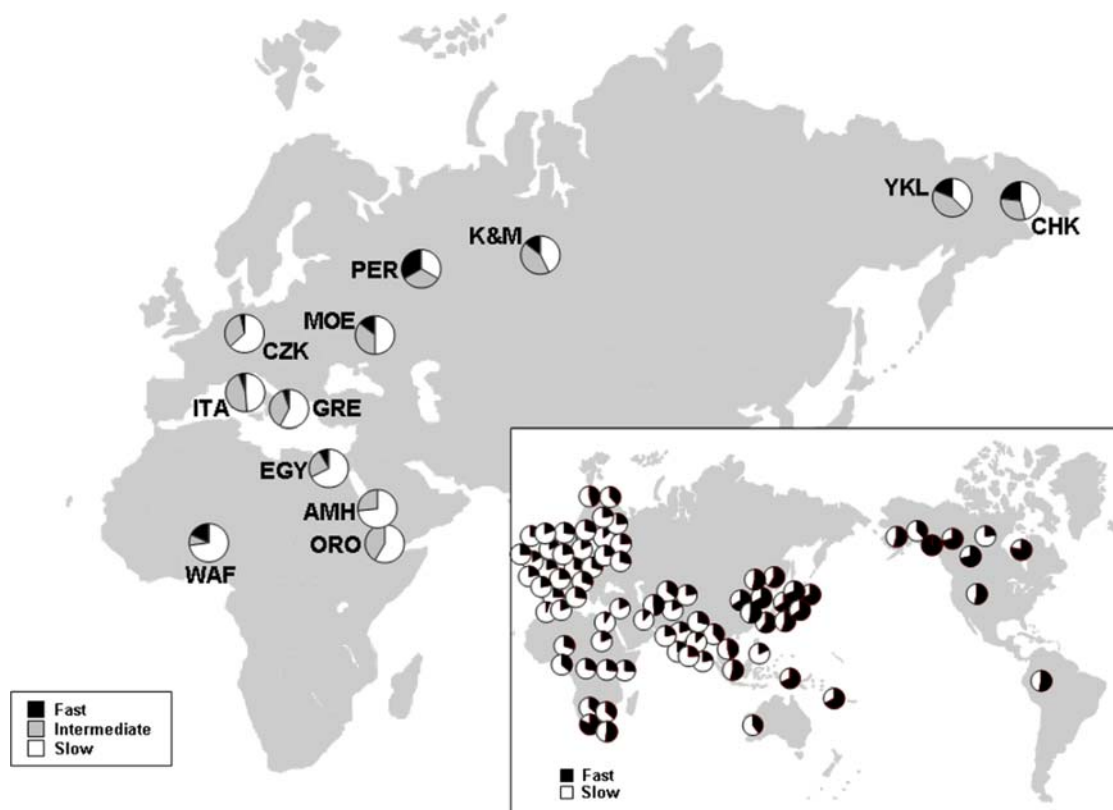 YKL
CHK
K&M
PER
MOE
CZK
ITA
GRE
EGY
AMH
ORO
WAF
Fast
Intermediate
Slow
Fast
Slow